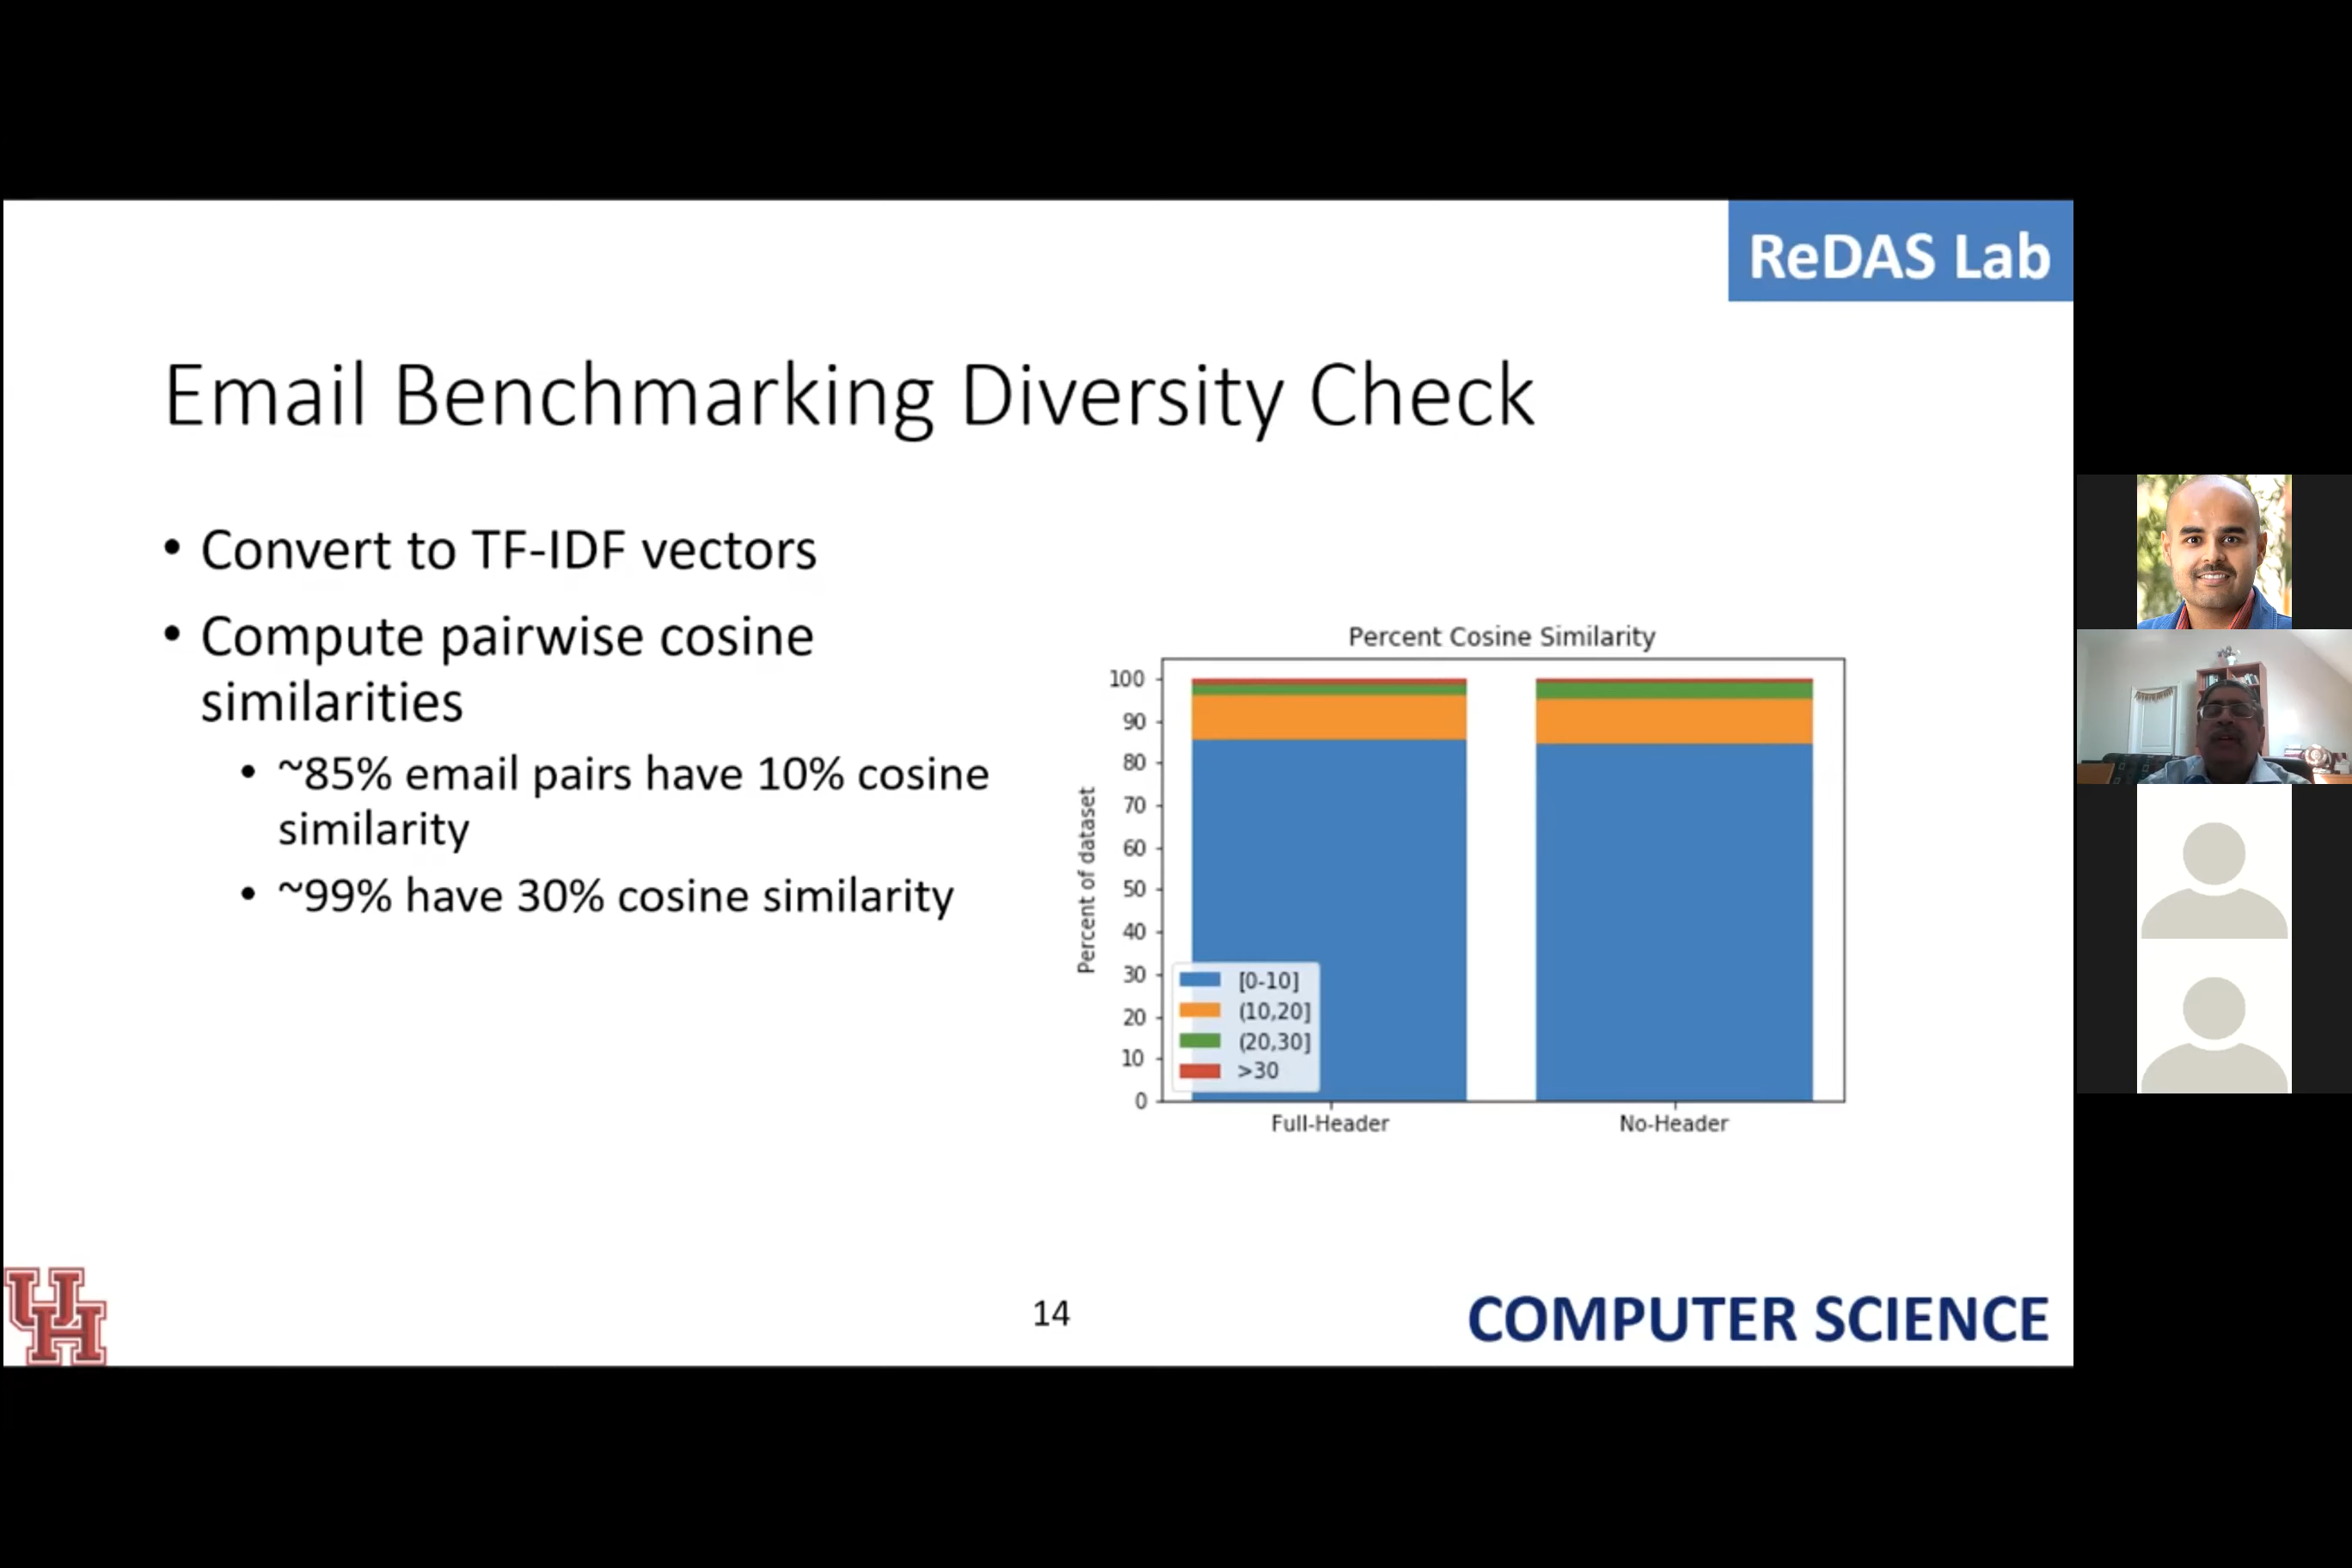 ReDAS Lab
Email Benchmarking Diversity Check
• Convert to TF-IDF vectors
• Compute pairwise cosine
similarities
• ~85% email pairs have 10% cosine
similarity
• ~99% have 30% cosine similarity
Percent Cosine Similarity
100
90
80
70
60
50
40
30
20
10
0
Percent of dataset
[0-10]
(10,20]
(20,30]
>30
Full-Header
No-Header
UH
14
COMPUTER SCIENCE